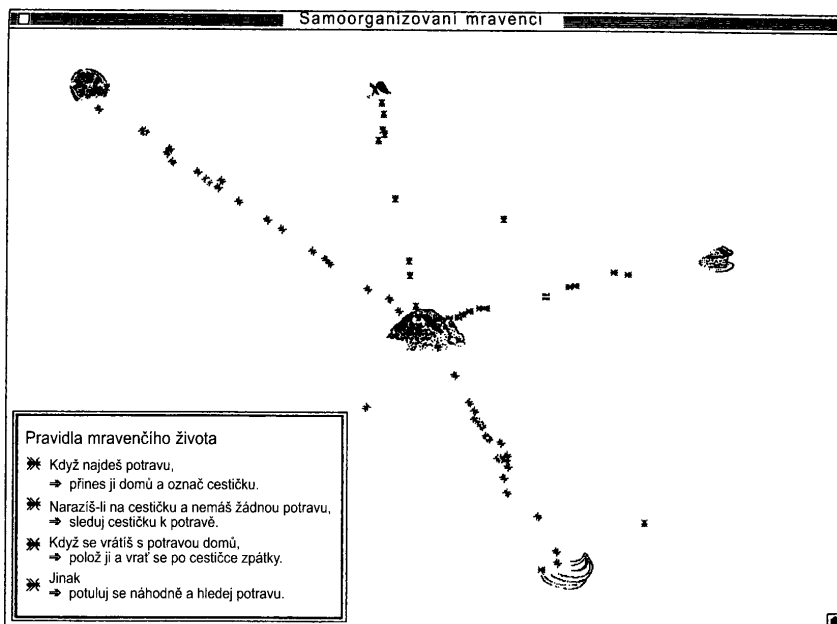 Samoorganizovaní mravenci
Pravidla mravenčího života
Když najdeš potravu,
⇒ přines ji domů a označ cestičku.
Narazíš-li na cestičku a nemáš žádnou potravu,
⇒ sleduj cestičku k potravě.
Když se vrátíš s potravou domů,
⇒ polož ji a vrať se po cestičce zpátky.
Jinak
⇒ potuluj se náhodně a hledej potravu.